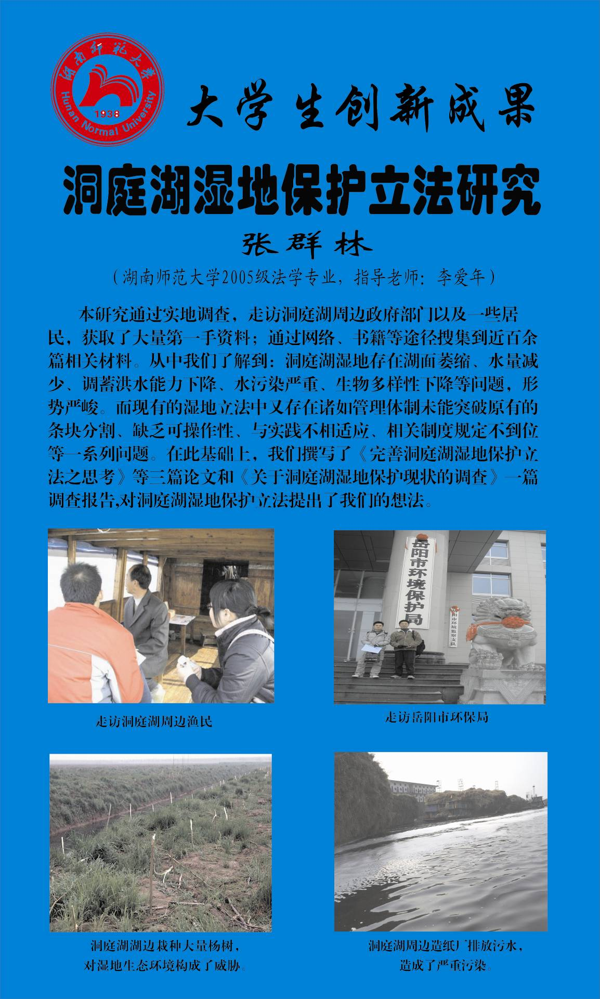 湖南师范大学
1938
Hunan Normal University
大学生创新成果
洞庭湖湿地保护立法研究
张群林
（湖南师范大学2005级法学专业，指导老师：李爱年）
本研究通过实地调查，走访洞庭湖周边政府部门以及一些居
民，获取了大量第一手资料；通过网络、书籍等途径搜集到近百余
篇相关材料。从中我们了解到：洞庭湖湿地存在湖面萎缩、水量减
少、调蓄洪水能力下降、水污染严重、生物多样性下降等问题，形
势严峻。而现有的湿地立法中又存在诸如管理体制未能突破原有的
条块分割、缺乏可操作性、与实践不相适应、相关制度规定不到位
等一系列问题。在此基础上，我们撰写了《完善洞庭湖湿地保护立
法之思考》等三篇论文和《关于洞庭湖湿地保护现状的调查》一篇
调查报告,对洞庭湖湿地保护立法提出了我们的想法。
岳阳市环境保护局
岳阳市环境监察支队
走访洞庭湖周边渔民
走访岳阳市环保局
洞庭湖湖边栽种大量杨树，
对湿地生态环境构成了威胁。
洞庭湖周边造纸厂排放污水，
造成了严重污染。